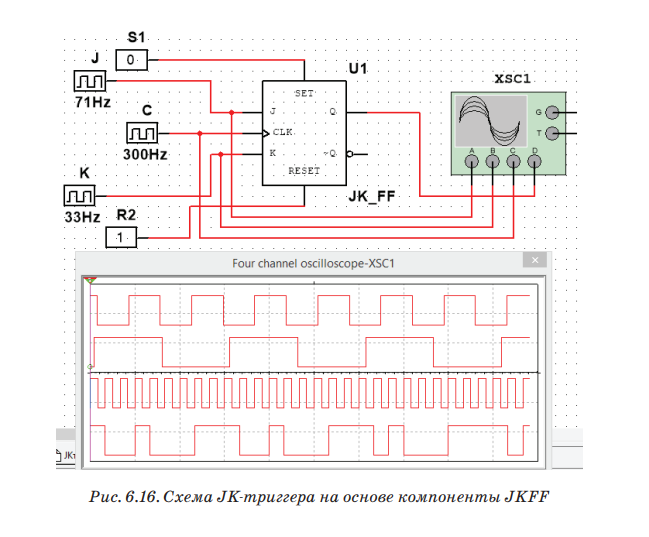 S1
J
0
U1
XSC1
SET
71Hz
C
J
Q
G
CLK
T
300Hz
K
~Q
A B C D
K
RESET
JK_FF
33Hz
R2
1
Four channel oscilloscope-XSC1
×
Рис. 6.16. Схема JK-триггера на основе компоненты JKFF